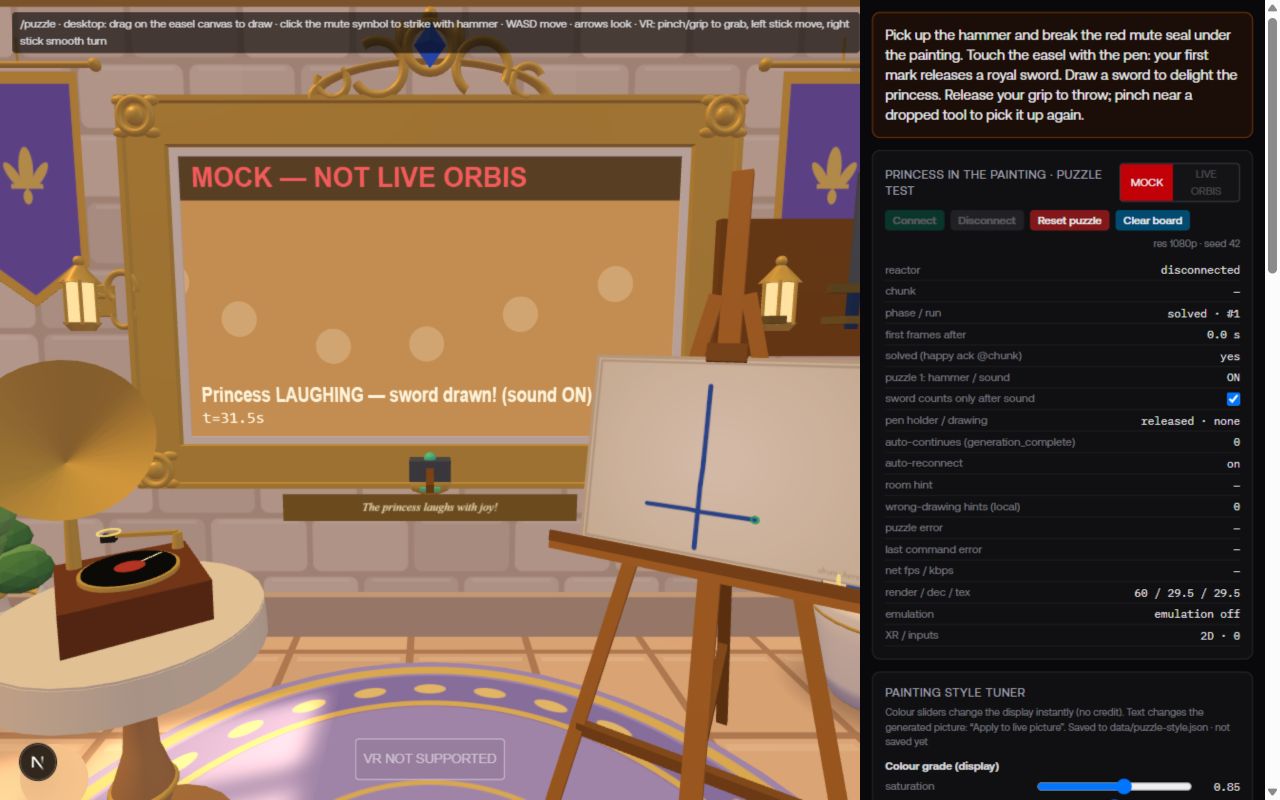 /puzzle · desktop: drag on the easel canvas to draw · click the mute symbol to strike with hammer · WASD move · arrows look · VR: pinch/grip to grab, left stick move, right
stick smooth turn
MOCK — NOT LIVE ORBIS
Princess LAUGHING — sword drawn! (sound ON)
t=31.5s
The princess laughs with joy!
VR NOT SUPPORTED
N
Pick up the hammer and break the red mute seal under
the painting. Touch the easel with the pen: your first
mark releases a royal sword. Draw a sword to delight the
princess. Release your grip to throw; pinch near a
dropped tool to pick it up again.
PRINCESS IN THE PAINTING · PUZZLE
TEST
MOCK
LIVE
ORBIS
Connect Disconnect Reset puzzle Clear board
res 1080p · seed 42
reactor disconnected
chunk —
phase / run solved · #1
first frames after 0.0 s
solved (happy ack @chunk) yes
puzzle 1: hammer / sound ON
sword counts only after sound
pen holder / drawing released · none
auto-continues (generation_complete) 0
auto-reconnect on
room hint —
wrong-drawing hints (local) 0
puzzle error —
last command error —
net fps / kbps —
render / dec / tex 60 / 29.5 / 29.5
emulation emulation off
XR / inputs 2D · 0
PAINTING STYLE TUNER
Colour sliders change the display instantly (no credit). Text changes the
generated picture: "Apply to live picture". Saved to data/puzzle-style.json · not
saved yet
Colour grade (display)
saturation 0.85